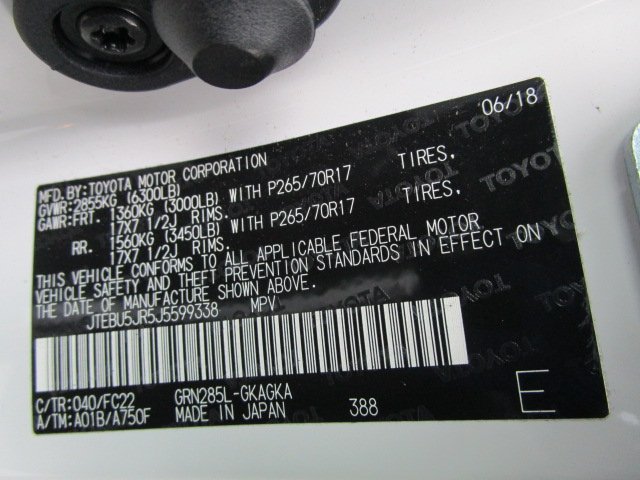 06/18
MFD.BY:TOYOTA MOTOR CORPORATION
GVWR:2855KG (6300LB)
GAWR:FRT. 1360KG (3000LB) WITH P265/70R17 TIRES,
17X7 1/2J RIMS.
RR. 1560KG (3450LB) WITH P265/70R17 TIRES,
17X7 1/2J RIMS.
THIS VEHICLE CONFORMS TO ALL APPLICABLE FEDERAL MOTOR
VEHICLE SAFETY AND THEFT PREVENTION STANDARDS IN EFFECT ON
THE DATE OF MANUFACTURE SHOWN ABOVE.
JTEBU5JR5J5599338 MPV
C/TR:040/FC22 GRN285L-GKAGKA
A/TM:A01B/A750F MADE IN JAPAN 388 E